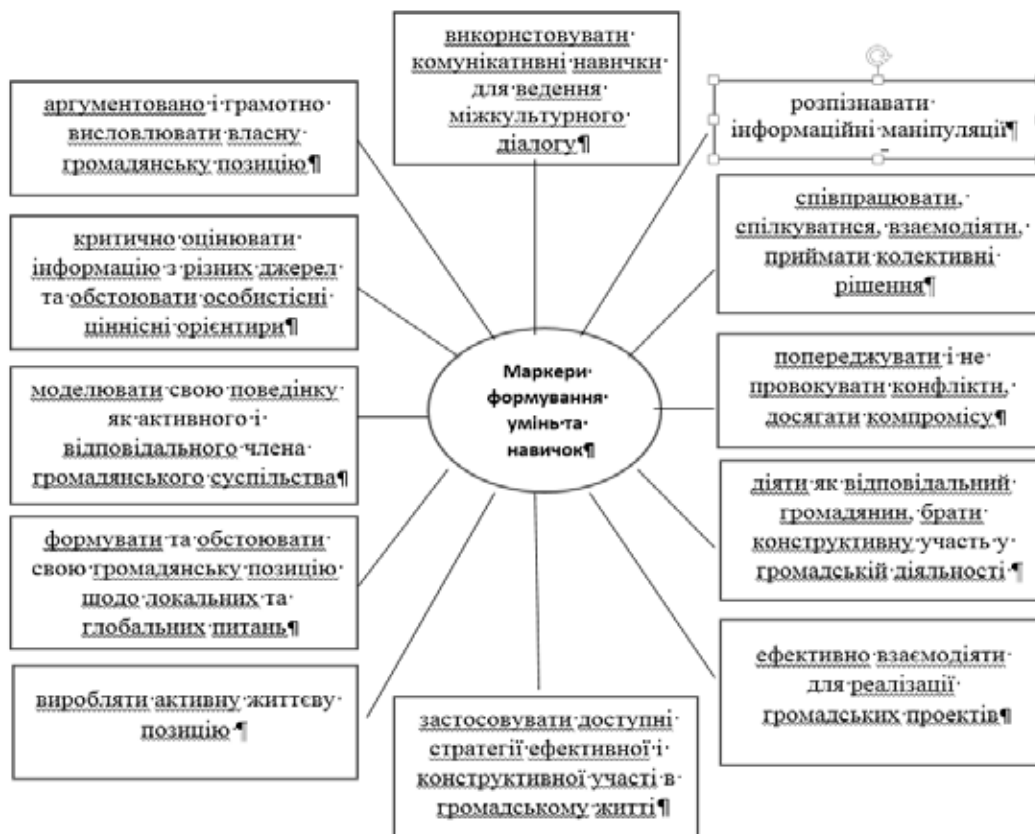 використовувати
комунікативні навички
для ведення
міжкультурного
діалогу¶
аргументовано і грамотно
висловлювати власну
громадянську позицію¶
розпізнавати
інформаційні маніпуляції¶
співпрацювати,
спілкуватися, взаємодіяти,
приймати колективні
рішення¶
критично оцінювати
інформацію з різних джерел
та обстоювати особистісні
ціннісні орієнтири¶
Маркери
формування
умінь та
навичок¶
попереджувати і не
провокувати конфлікти,
досягати компромісу¶
моделювати свою поведінку
як активного і
відповідального члена
громадянського суспільства¶
діяти як відповідальний
громадянин, брати
конструктивну участь у
громадській діяльності ¶
формувати та обстоювати
свою громадянську позицію
щодо локальних та
глобальних питань¶
ефективно взаємодіяти
для реалізації
громадських проектів¶
виробляти активну життєву
позицію ¶
застосовувати доступні
стратегії ефективної і
конструктивної участі в
громадському житті¶